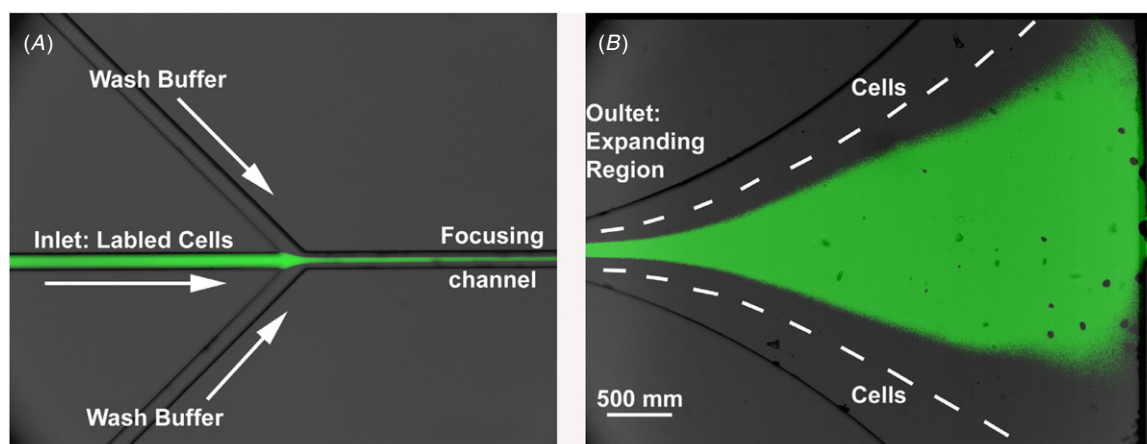 (A)
Wash Buffer
Inlet: Labled Cells
Focusing
channel
Wash Buffer
(B)
Cells
Oultet:
Expanding
Region
Cells
500 mm